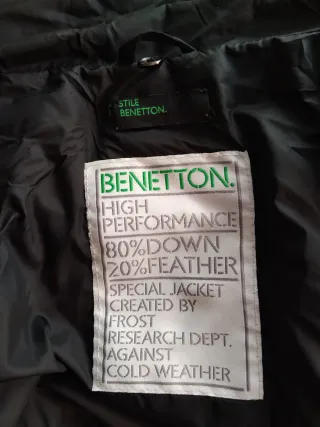 STILE
BENETTON.
BENETTON.
HIGH
PERFORMANCE
80%DOWN
20%FEATHER
SPECIAL JACKET
CREATED BY
FROST
RESEARCH DEPT.
AGAINST
COLD WEATHER